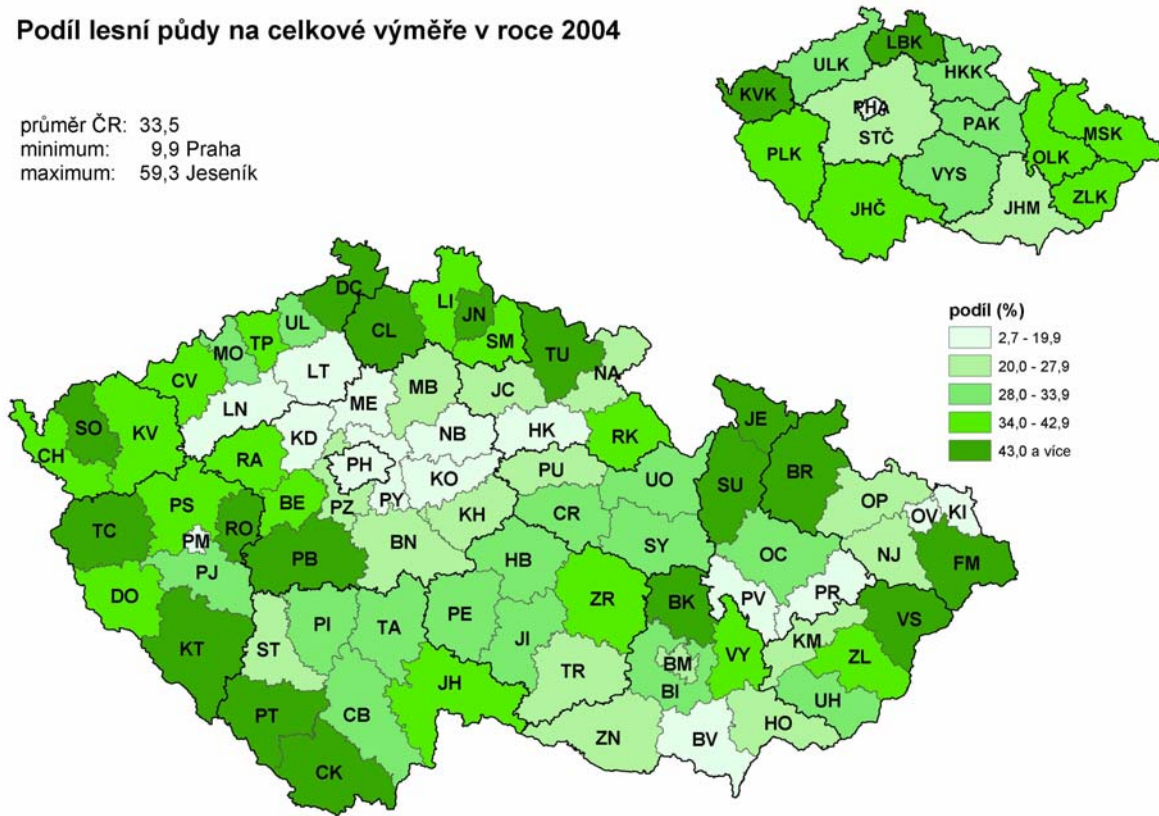 Podíl lesní půdy na celkové výměře v roce 2004
průměr ČR: 33,5
minimum: 9,9 Praha
maximum: 59,3 Jeseník
LBK
ULK
HKK
KVK
PHA
STČ
PAK
MSK
PLK
OLK
VYS
ZLK
JHČ
JHM
podíl (%)
2,7 - 19,9
20,0 - 27,9
28,0 - 33,9
34,0 - 42,9
43,0 a více
DC
LI
JN
UL
CL
TP
SM
MO
TU
LT
NA
CV
MB
JC
ME
LN
SO
KV
NB
HK
RK
KD
JE
CH
RA
PH
KO
PU
BR
UO
SU
PY
PS
BE
PZ
KH
CR
OP
RO
OV
KI
TC
PM
BN
SY
OC
NJ
PB
HB
FM
PJ
DO
ZR
BK
PV
PR
VS
PI
TA
PE
JI
KM
KT
ST
VY
ZL
BM
TR
JH
BI
UH
PT
CB
HO
ZN
BV
CK